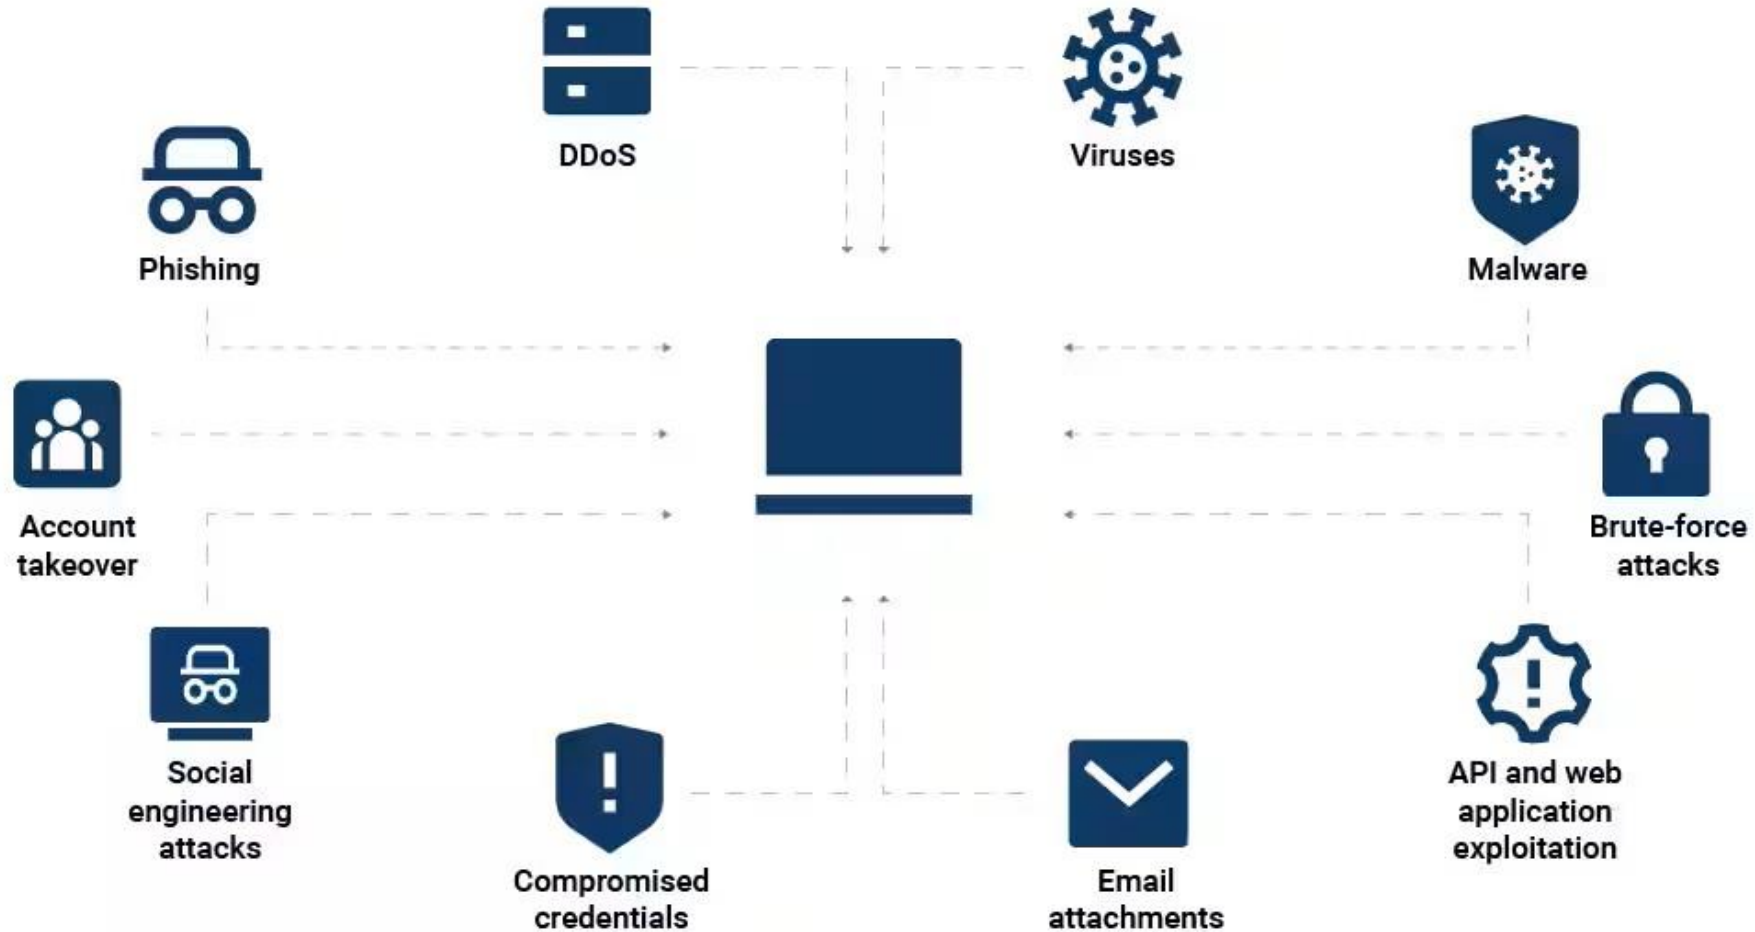 DDoS
Viruses
Phishing
Malware
Account
takeover
Brute-force
attacks
Social
engineering
attacks
API and web
application
exploitation
Compromised
credentials
Email
attachments